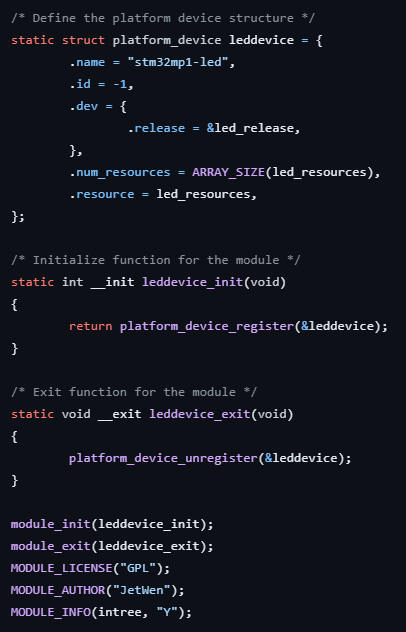 /* Define the platform device structure */
static struct platform_device leddevice = {
        .name = "stm32mp1-led",
        .id = -1,
        .dev = {
                .release = &led_release,
        },
        .num_resources = ARRAY_SIZE(led_resources),
        .resource = led_resources,
};

/* Initialize function for the module */
static int __init leddevice_init(void)
{
        return platform_device_register(&leddevice);
}

/* Exit function for the module */
static void __exit leddevice_exit(void)
{
        platform_device_unregister(&leddevice);
}

module_init(leddevice_init);
module_exit(leddevice_exit);
MODULE_LICENSE("GPL");
MODULE_AUTHOR("JetWen");
MODULE_INFO(intree, "Y");